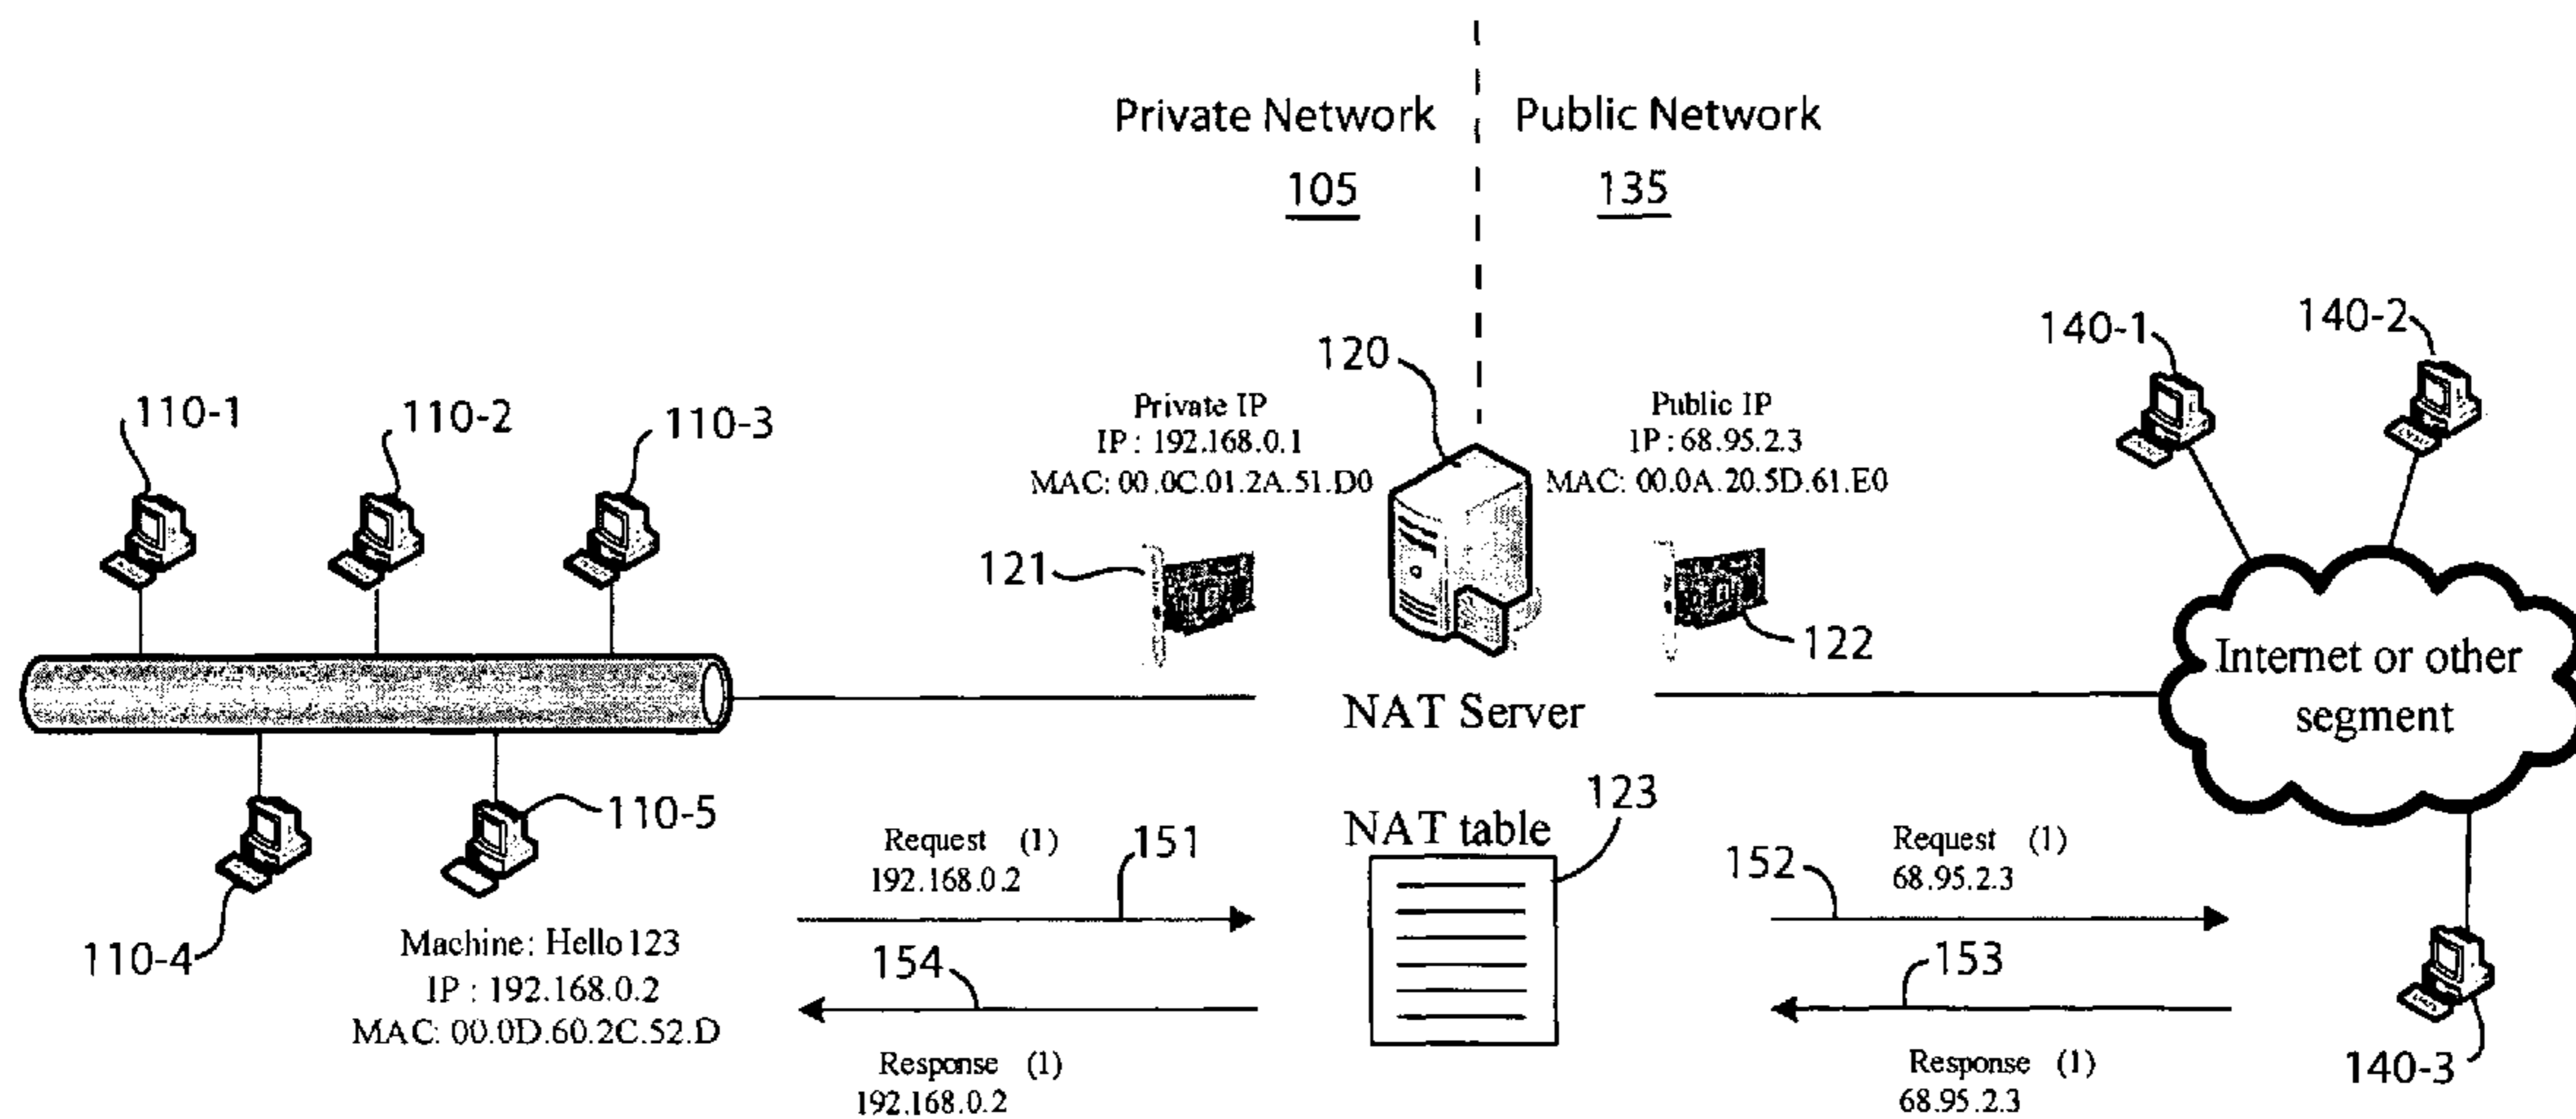 Private Network
Public Network
105
135
140-1
140-2
120
110-1
110-2
110-3
Private IP
IP : 192.168.0.1
MAC: 00.0C.01.2A.51.D0
Public IP
IP : 68.95.2.3
MAC: 00.0A.20.5D.61.E0
121
122
NAT Server
Internet or other
segment
110-4
110-5
Machine: Hello123
IP : 192.168.0.2
MAC: 00.0D.60.2C.52.D
Request (1)
192.168.0.2
151
154
Response (1)
192.168.0.2
NAT table
123
152
Request (1)
68.95.2.3
153
Response (1)
68.95.2.3
140-3